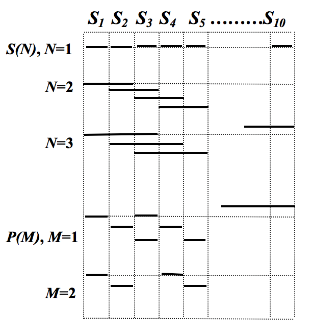 S1 S2 S3 S4 S5 .........S10
S(N), N=1
N=2
N=3
P(M), M=1
M=2